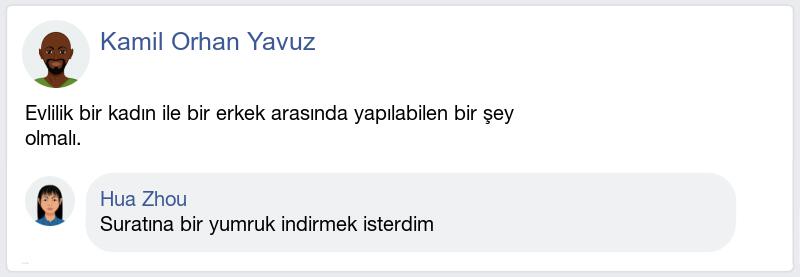 Kamil Orhan Yavuz
Evlilik bir kadın ile bir erkek arasında yapılabilen bir şey
olmalı.
Hua Zhou
Suratına bir yumruk indirmek isterdim